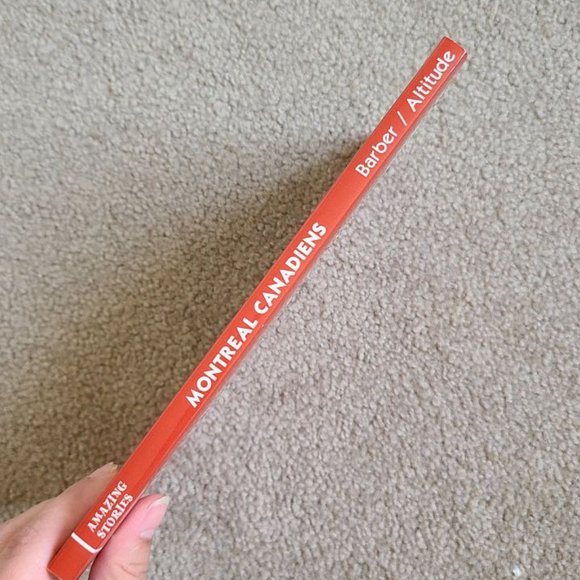 AMAZING
STORIES
MONTREAL CANADIENS
Barber / Altitude